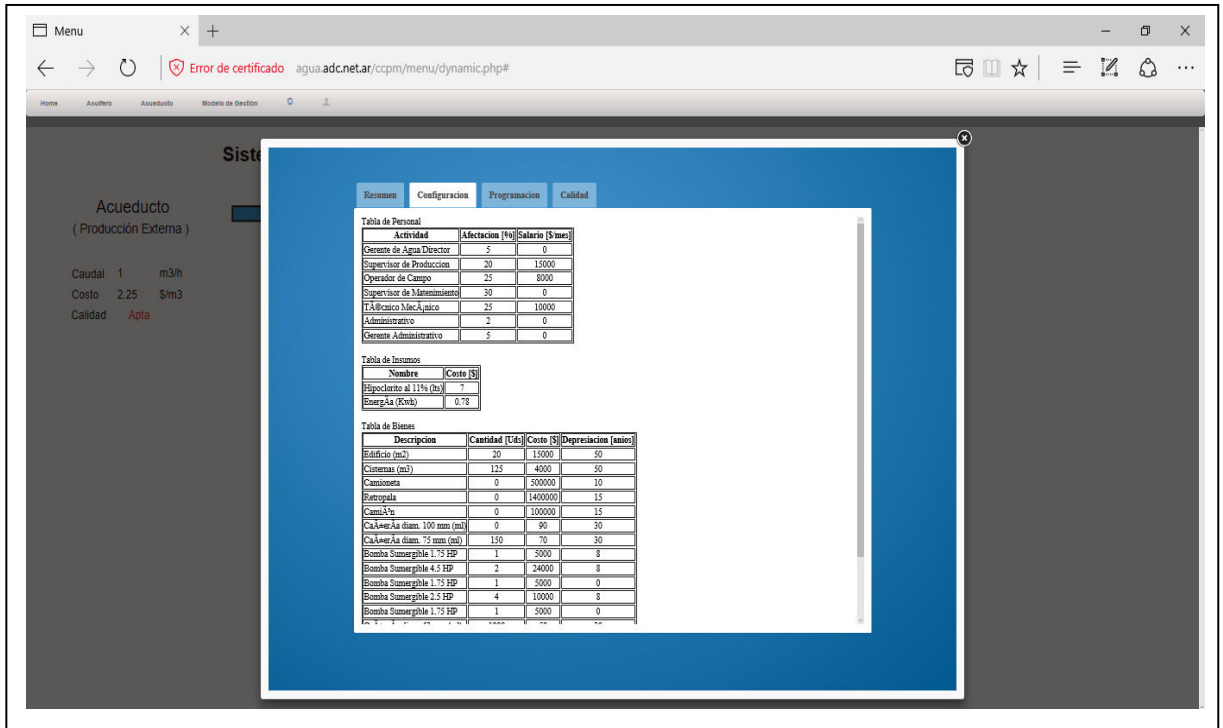 Menu
Error de certificado agua.adc.net.ar/ccpm/menu/dynamic.php#
Home Acuifero Acueducto Modelo de Gestión
Siste
Acueducto
( Producción Externa )
Caudal 1 m3/h
Costo 2.25 $/m3
Calidad Apta
Resumen Configuracion Programacion Calidad
Tabla de Personal
Actividad Afectacion [%] Salario [$/mes]
Gerente de Agua/Director 5 0
Supervisor de Produccion 20 15000
Operador de Campo 25 8000
Supervisor de Matenimiento 30 0
TÃ©cnico MecÃ¡nico 25 10000
Administrativo 2 0
Gerente Administrativo 5 0
Tabla de Insumos
Nombre Costo [$]
Hipoclorito al 11% (lts) 7
EnergÃa (Kwh) 0.78
Tabla de Bienes
Descripcion Cantidad [Uds] Costo [$] Depresiacion [anios]
Edificio (m2) 20 15000 50
Cisternas (m3) 125 4000 50
Camioneta 0 500000 10
Retropala 0 1400000 15
CamiÃ³n 0 100000 15
CaÃ±erÃa diam. 100 mm (ml) 0 90 30
CaÃ±erÃa diam. 75 mm (ml) 150 70 30
Bomba Sumergible 1.75 HP 1 5000 8
Bomba Sumergible 4.5 HP 2 24000 8
Bomba Sumergible 1.75 HP 1 5000 0
Bomba Sumergible 2.5 HP 4 10000 8
Bomba Sumergible 1.75 HP 1 5000 0